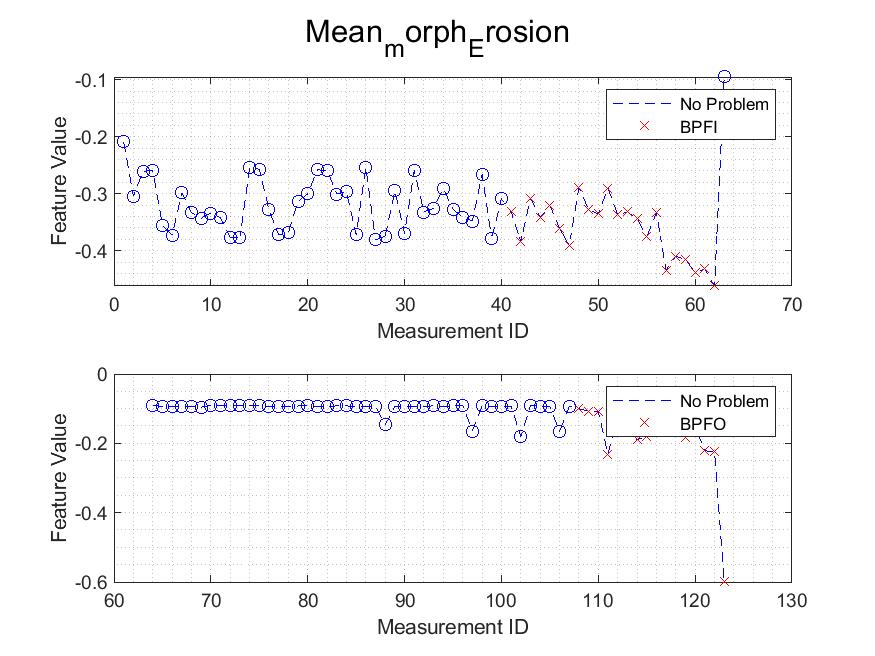 Mean_morph_Erosion
-0.1
-0.2
-0.3
-0.4
Feature Value
No Problem
BPFI
0 10 20 30 40 50 60 70
Measurement ID
0
-0.2
-0.4
-0.6
Feature Value
No Problem
BPFO
60 70 80 90 100 110 120 130
Measurement ID